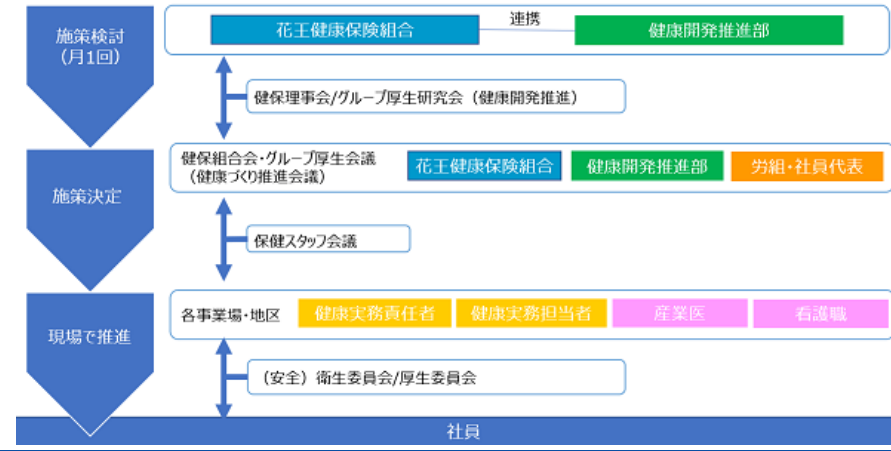 施策検討
(月1回)
花王健康保険組合
連携
健康開発推進部
健保理事会/グループ厚生研究会(健康開発推進)
施策決定
健保組合会・グループ厚生会議
(健康づくり推進会議)
花王健康保険組合
健康開発推進部
労組・社員代表
保健スタッフ会議
現場で推進
各事業場・地区
健康実務責任者
健康実務担当者
産業医
看護職
(安全)衛生委員会/厚生委員会
社員